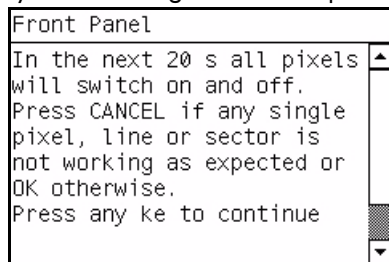 Front Panel
In the next 20 s all pixels
will switch on and off.
Press CANCEL if any single
pixel, line or sector is
not working as expected or
OK otherwise.
Press any ke to continue